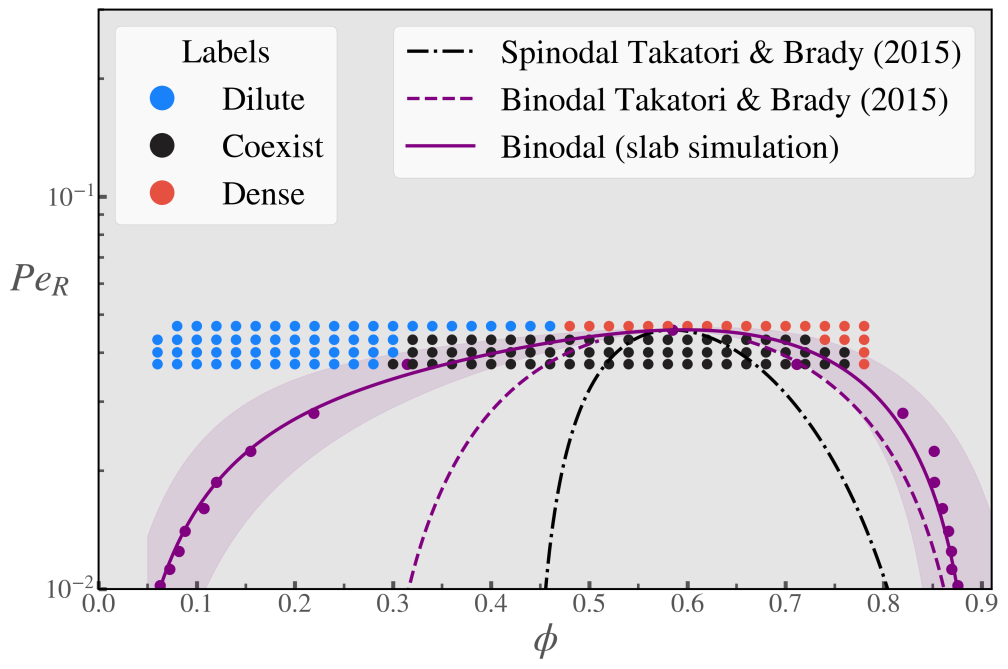 Labels
Dilute
Coexist
Dense
Spinodal Takatori & Brady (2015)
Binodal Takatori & Brady (2015)
Binodal (slab simulation)
10⁻¹
Pe_R
10⁻²
0.0 0.1 0.2 0.3 0.4 0.5 0.6 0.7 0.8 0.9
ϕ